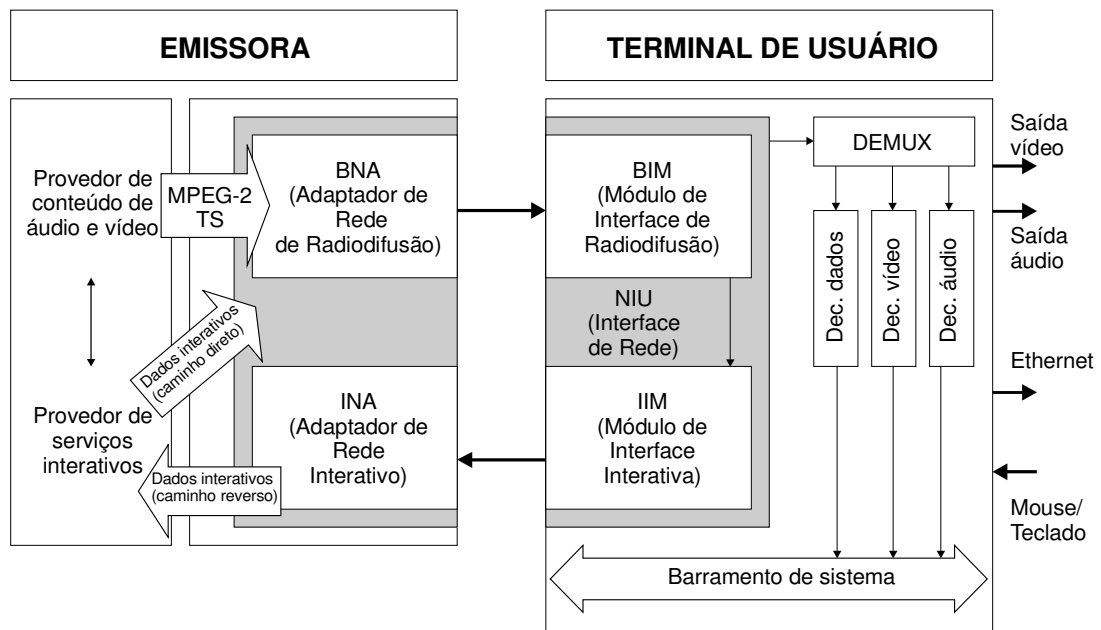 EMISSORA
TERMINAL DE USUÁRIO
Provedor de
conteúdo de
áudio e vídeo
MPEG-2
TS
BNA
(Adaptador de
Rede
de Radiodifusão)
BIM
(Módulo de
Interface de
Radiodifusão)
DEMUX
Saída
vídeo
Dec. dados
Dec. vídeo
Dec. áudio
Saída
áudio
NIU
(Interface
de Rede)
Dados interativos
(caminho direto)
Ethernet
Provedor de
serviços
interativos
Dados interativos
(caminho reverso)
INA
(Adaptador de
Rede
Interativo)
IIM
(Módulo de
Interface
Interativa)
Mouse/
Teclado
Barramento de sistema